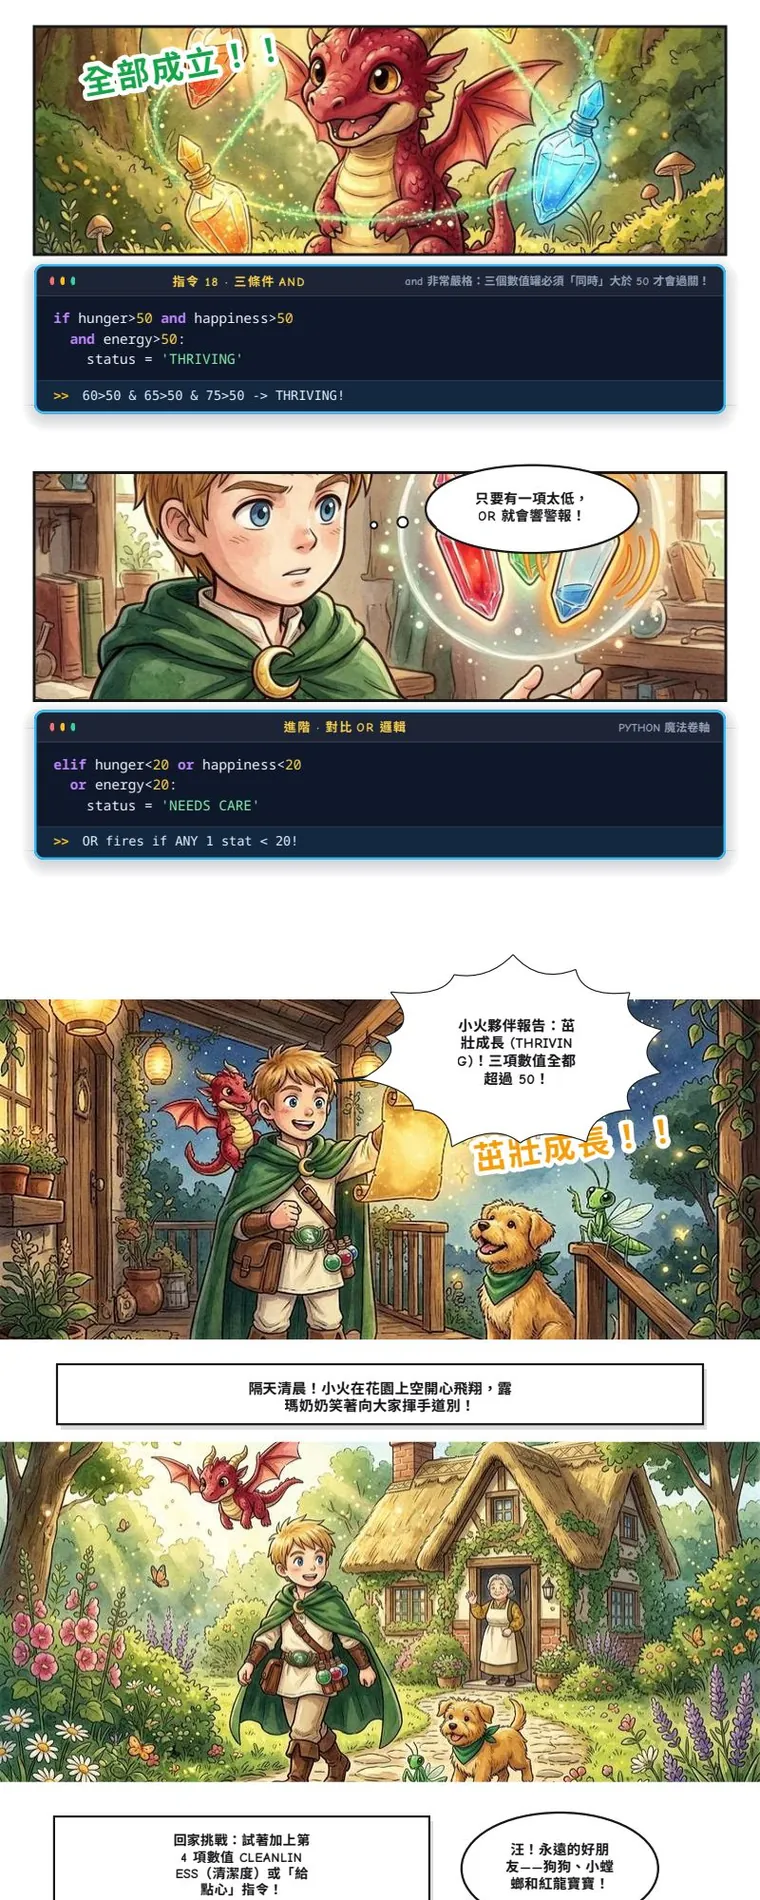 全部成立！！
指令 18 · 三條件 AND
and 非常嚴格：三個數值罐必須「同時」大於 50 才會過關！
if hunger>50 and happiness>50
and energy>50:
status = 'THRIVING'
>> 60>50 & 65>50 & 75>50 -> THRIVING!
只要有一項太低，
OR 就會響警報！
進階 · 對比 OR 邏輯
PYTHON 魔法卷軸
elif hunger<20 or happiness<20
or energy<20:
status = 'NEEDS CARE'
>> OR fires if ANY 1 stat < 20!
小火夥伴報告：茁
壯成長 (THRIVIN
G)！三項數值全都
超過 50！
茁壯成長！！
隔天清晨！小火在花園上空開心飛翔，露
瑪奶奶笑著向大家揮手道別！
回家挑戰：試著加上第
4 項數值 CLEANLIN
ESS（清潔度）或「給
點心」指令！
汪！永遠的好朋
友——狗狗、小螳
螂和紅龍寶寶！